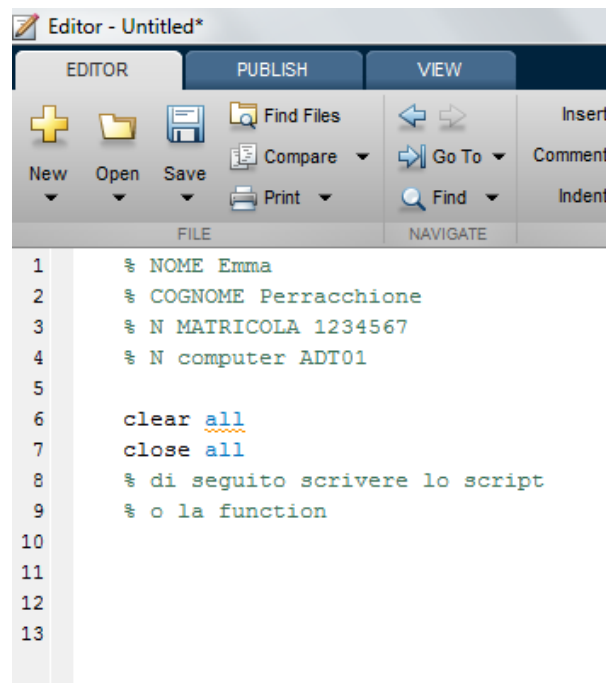 Editor - Untitled*
EDITOR PUBLISH VIEW
New Open Save
Find Files
Compare
Print
FILE
Go To
Find
NAVIGATE
Insert
Comment
Indent
1 % NOME Emma
2 % COGNOME Perracchione
3 % N MATRICOLA 1234567
4 % N computer ADT01
5
6 clear all
7 close all
8 % di seguito scrivere lo script
9 % o la function
10
11
12
13